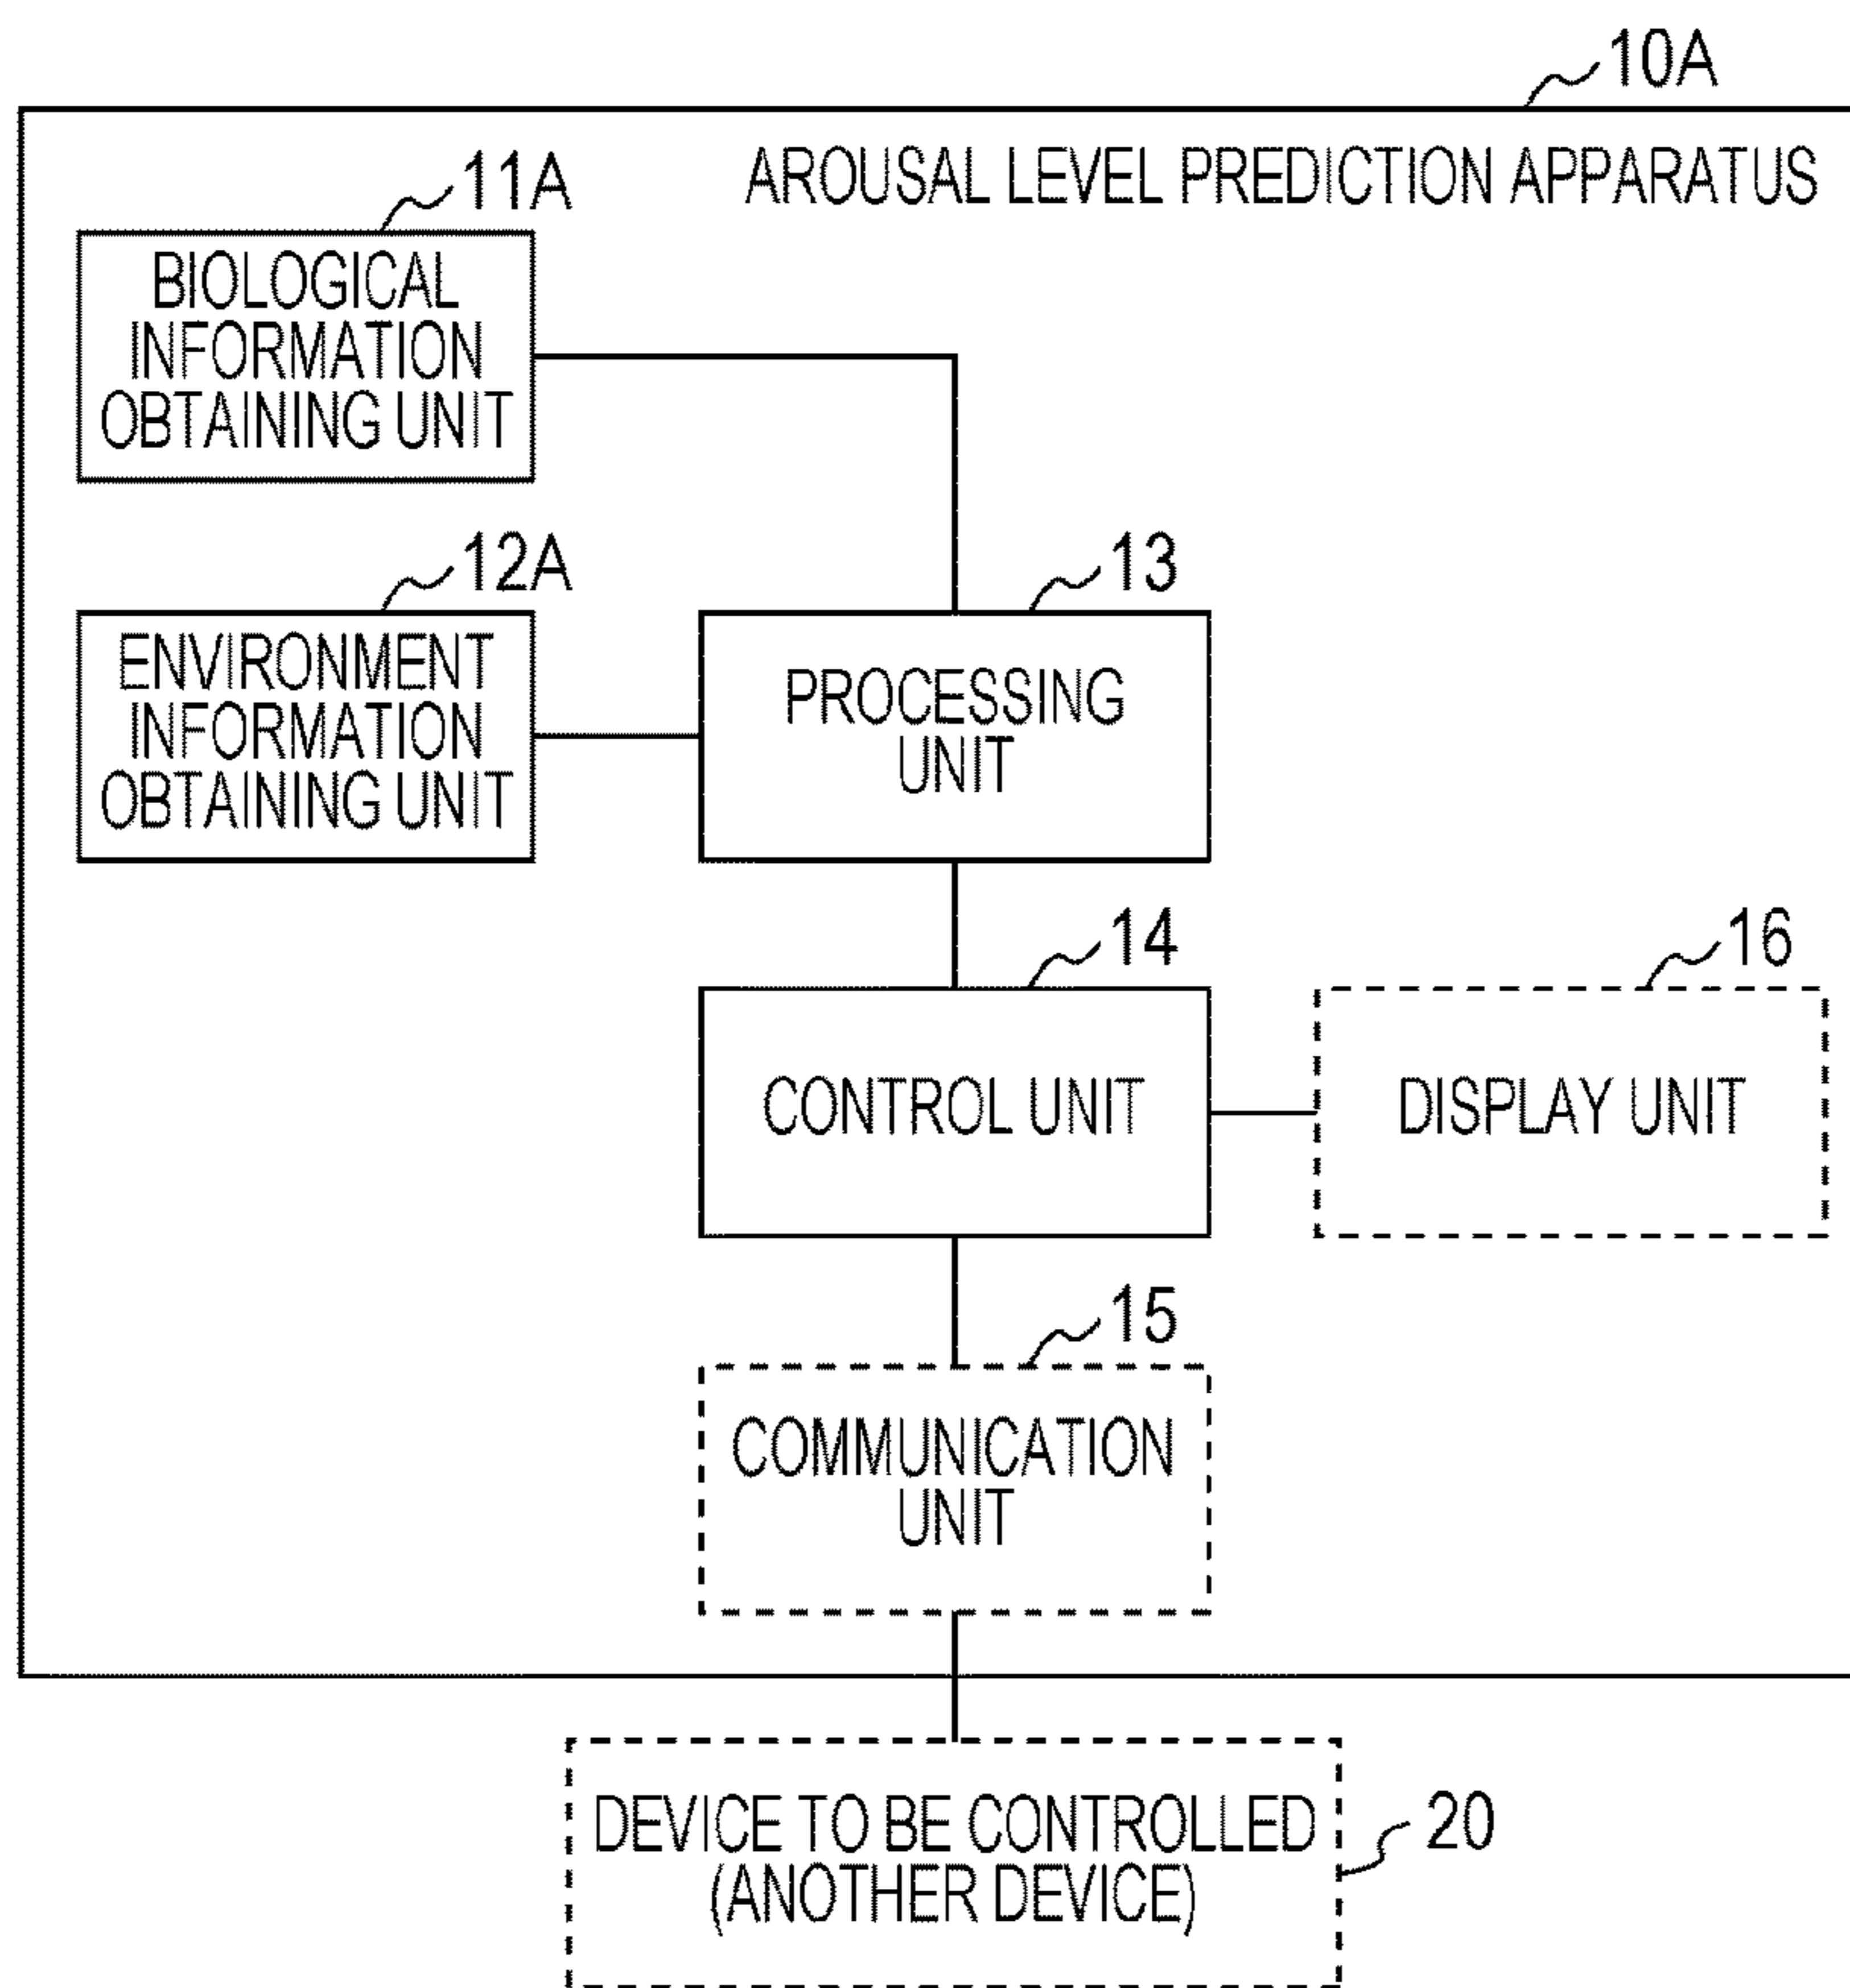 10A
AROUSAL LEVEL PREDICTION APPARATUS
11A
BIOLOGICAL
INFORMATION
OBTAINING UNIT
12A
ENVIRONMENT
INFORMATION
OBTAINING UNIT
13
PROCESSING
UNIT
14
CONTROL UNIT
16
DISPLAY UNIT
15
COMMUNICATION
UNIT
DEVICE TO BE CONTROLLED
(ANOTHER DEVICE)
20